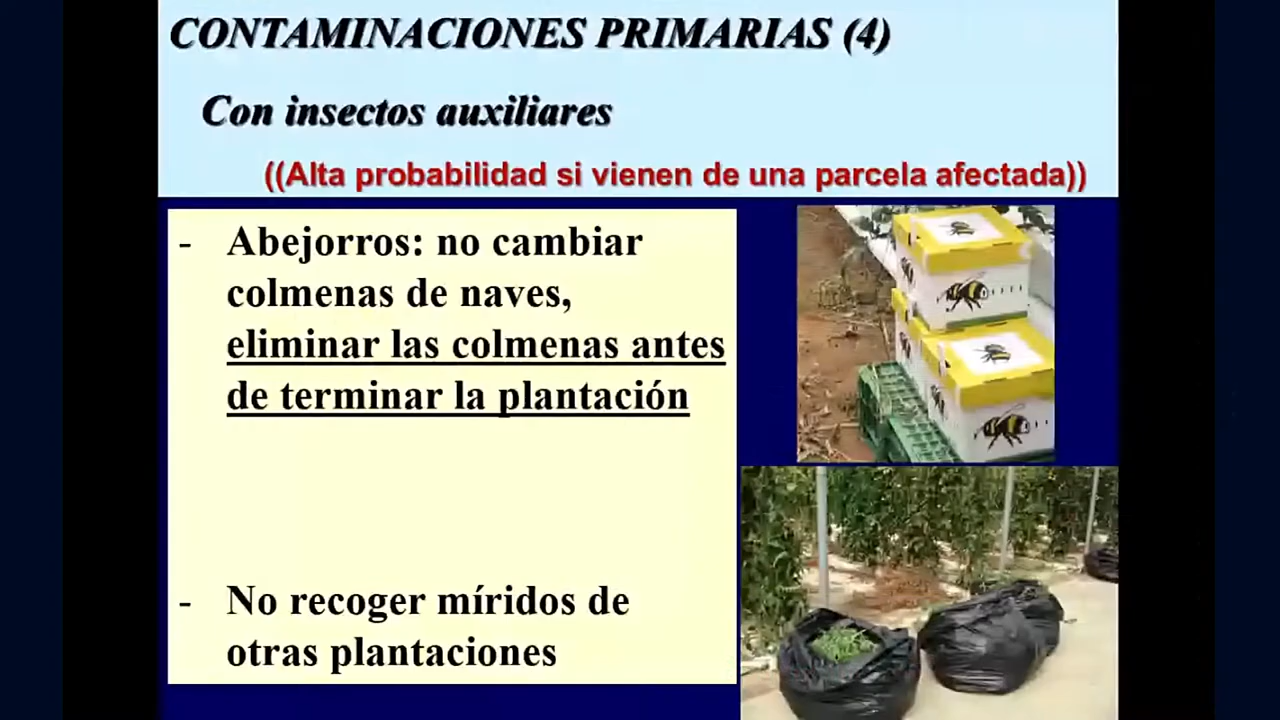 CONTAMINACIONES PRIMARIAS (4)
Con insectos auxiliares
((Alta probabilidad si vienen de una parcela afectada))
- Abejorros: no cambiar
colmenas de naves,
eliminar las colmenas antes
de terminar la plantación
- No recoger míridos de
otras plantaciones